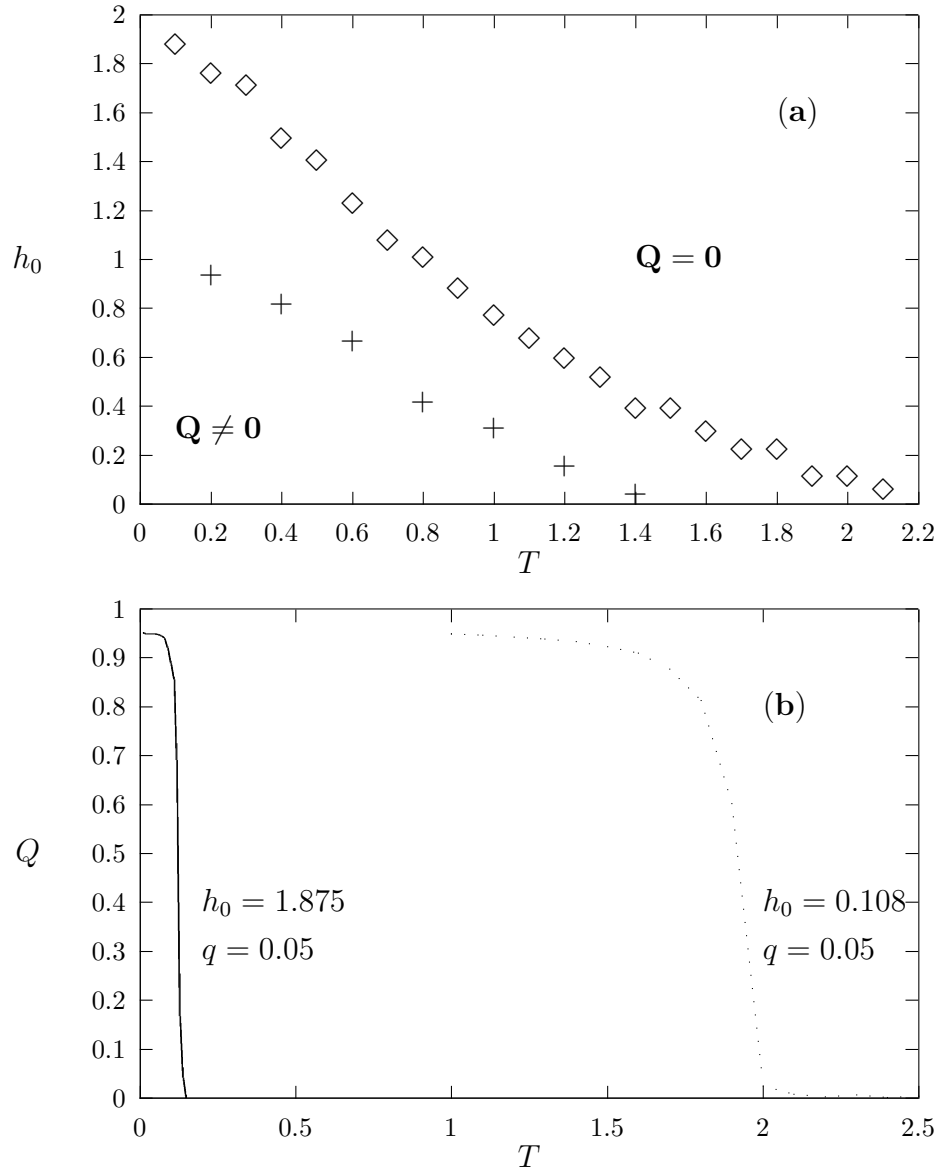 2
1.8
1.6
1.4
1.2
1
0.8
0.6
0.4
0.2
0
h₀
(a)
Q = 0
Q ≠ 0
0 0.2 0.4 0.6 0.8 1 1.2 1.4 1.6 1.8 2 2.2
T
1
0.9
0.8
0.7
0.6
0.5
0.4
0.3
0.2
0.1
0
Q
(b)
h₀ = 1.875
q = 0.05
h₀ = 0.108
q = 0.05
0 0.5 1 1.5 2 2.5
T